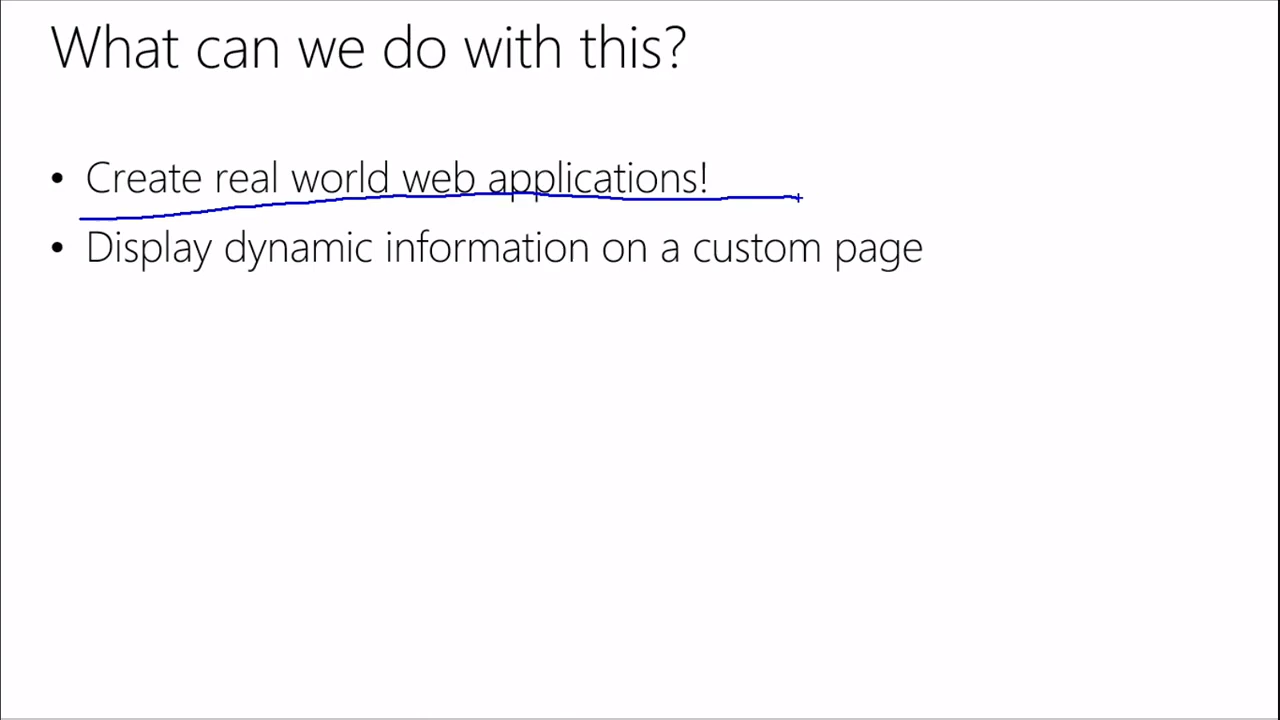 What can we do with this?
• Create real world web applications!
• Display dynamic information on a custom page